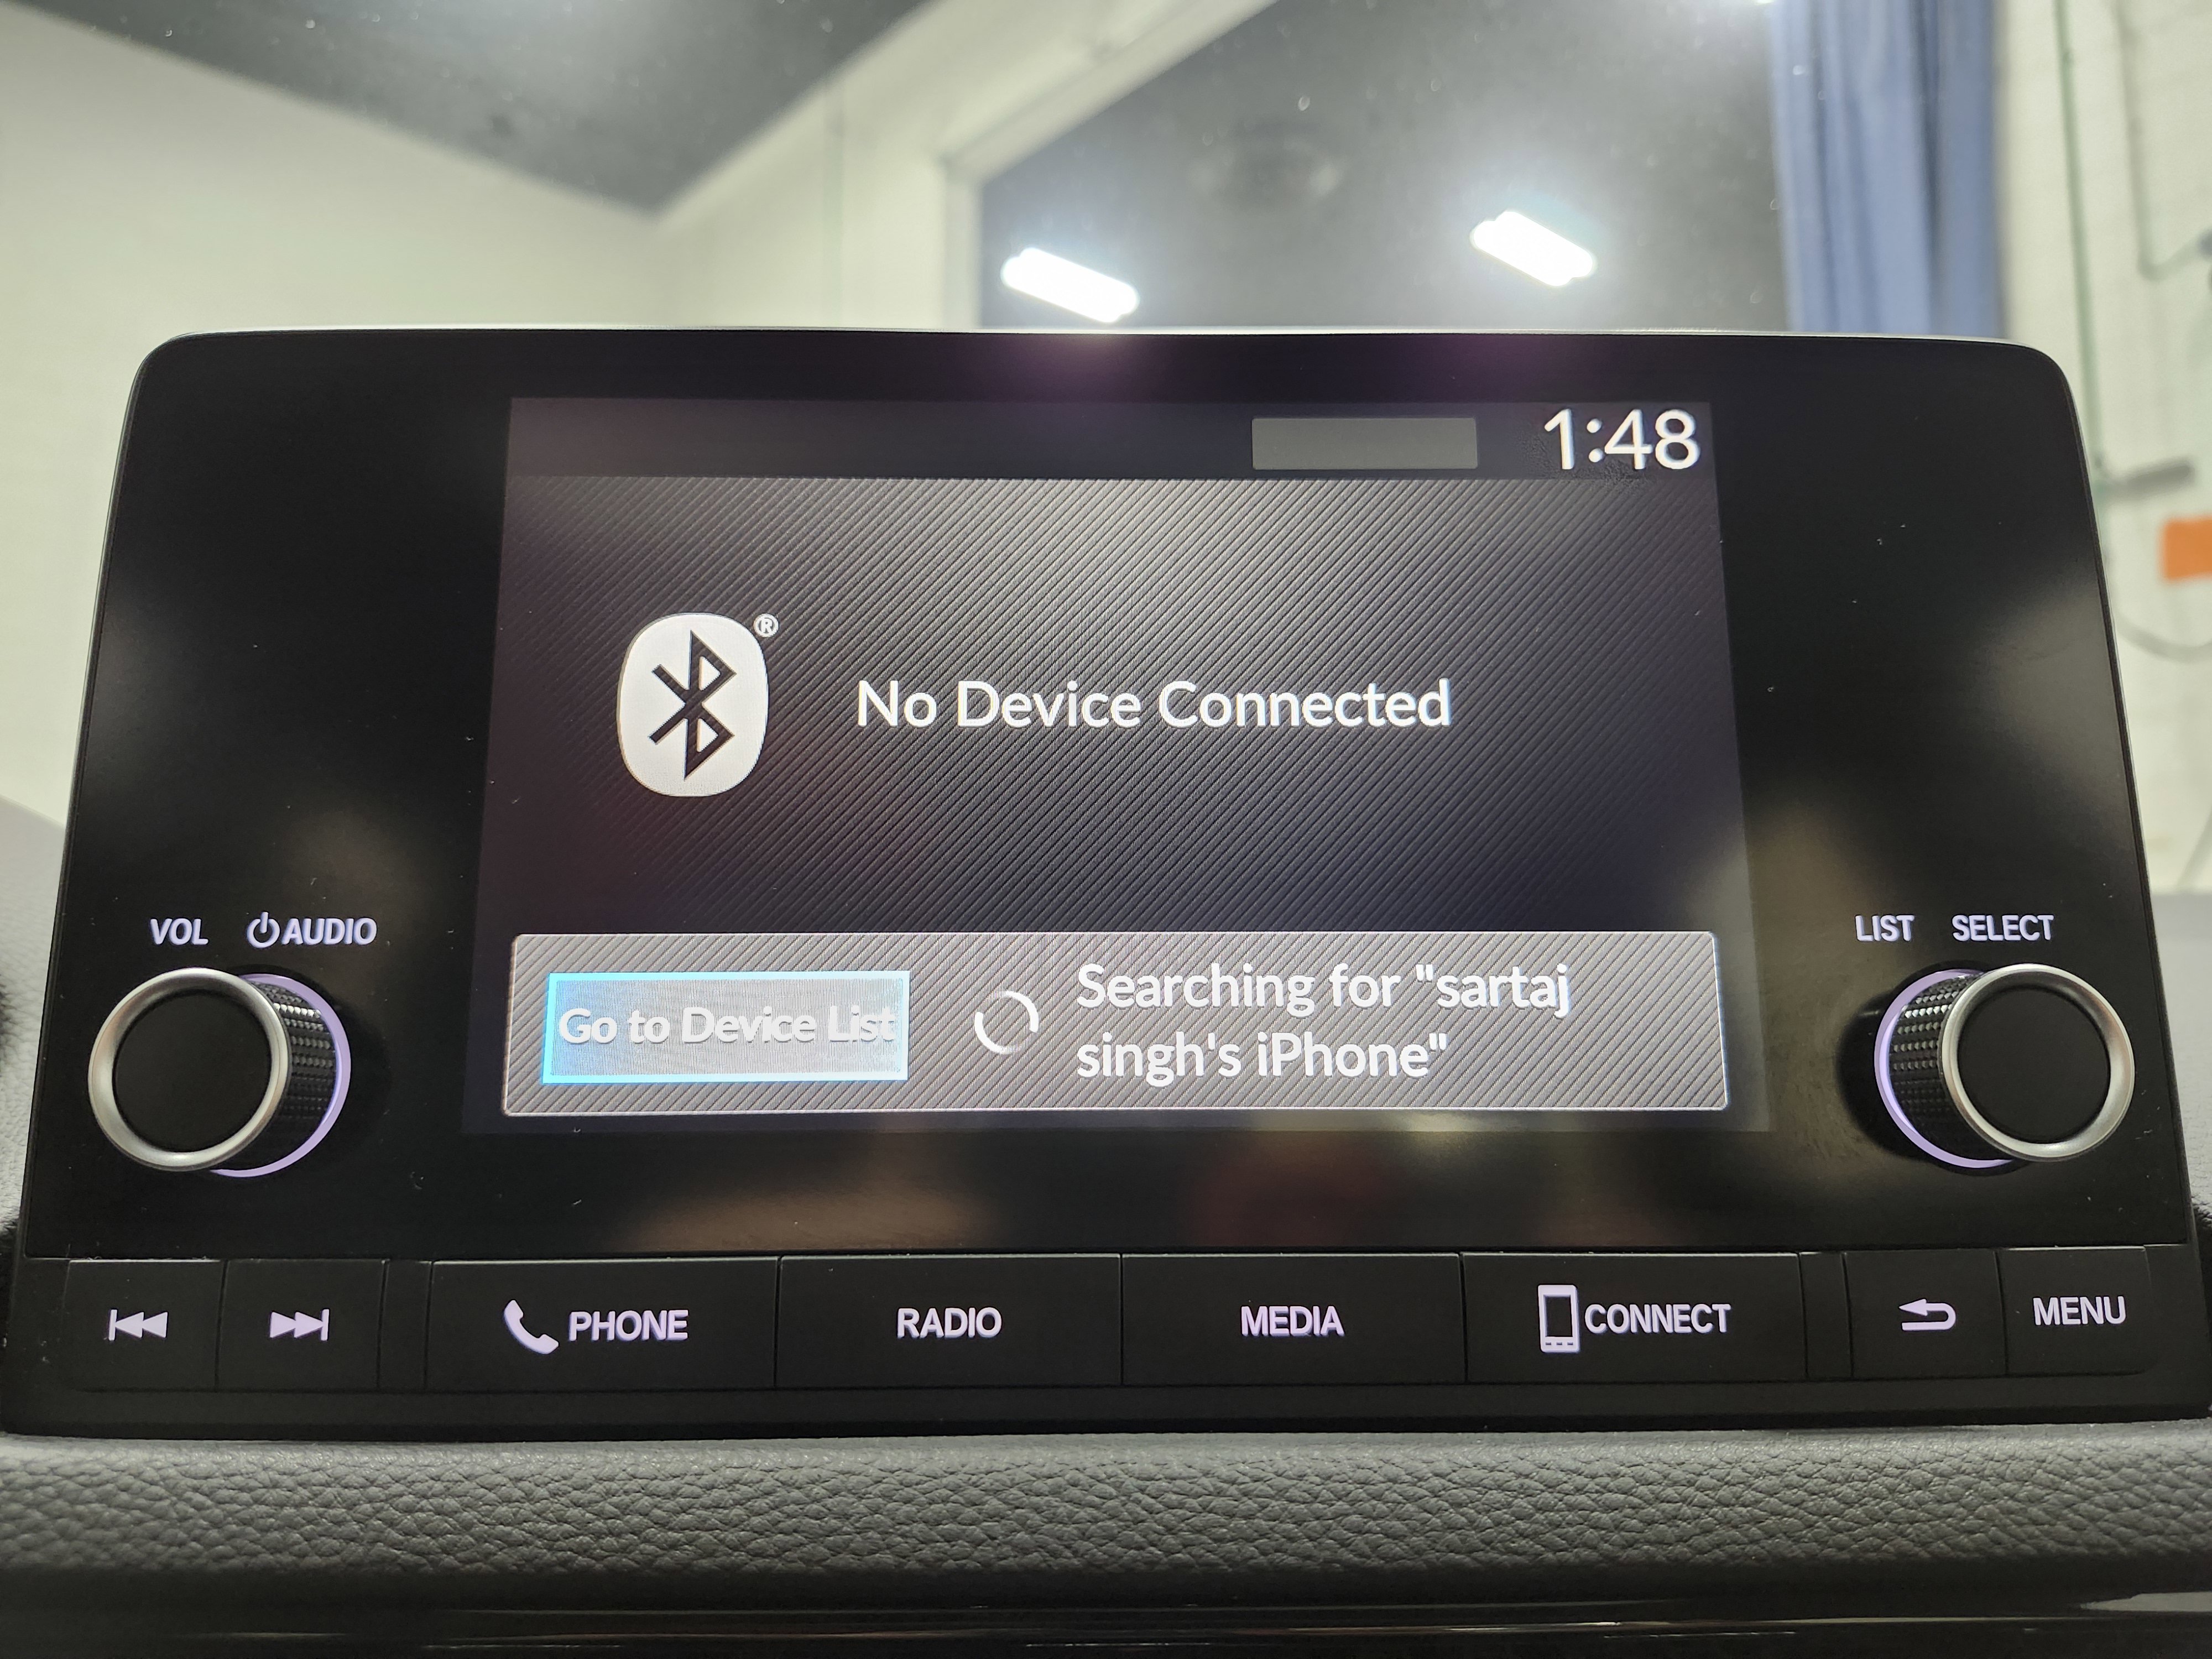 1:48
®
No Device Connected
VOL AUDIO
LIST SELECT
Go to Device List
Searching for "sartaj
singh's iPhone"
PHONE
RADIO
MEDIA
CONNECT
MENU